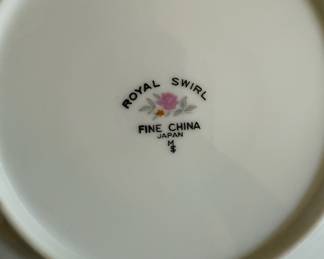 ROYAL SWIRL
FINE CHINA
JAPAN
M
$